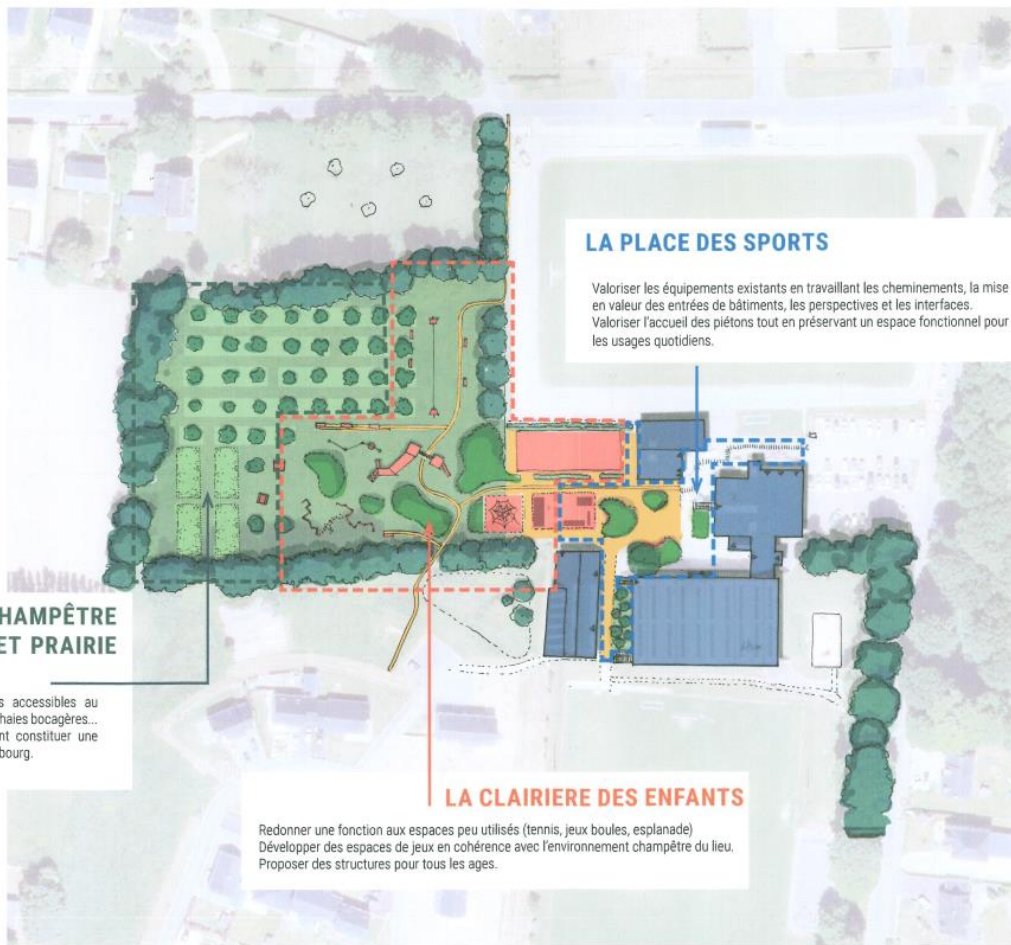 LA PLACE DES SPORTS
Valoriser les équipements existants en travaillant les cheminements, la mise
en valeur des entrées de bâtiments, les perspectives et les interfaces.
Valoriser l'accueil des piétons tout en préservant un espace fonctionnel pour
les usages quotidiens.
HAMPÊTRE
ET PRAIRIE
s accessibles au
haies bocagères...
nt constituer une
bourg.
LA CLAIRIERE DES ENFANTS
Redonner une fonction aux espaces peu utilisés (tennis, jeux boules, esplanade)
Développer des espaces de jeux en cohérence avec l'environnement champêtre du lieu.
Proposer des structures pour tous les ages.